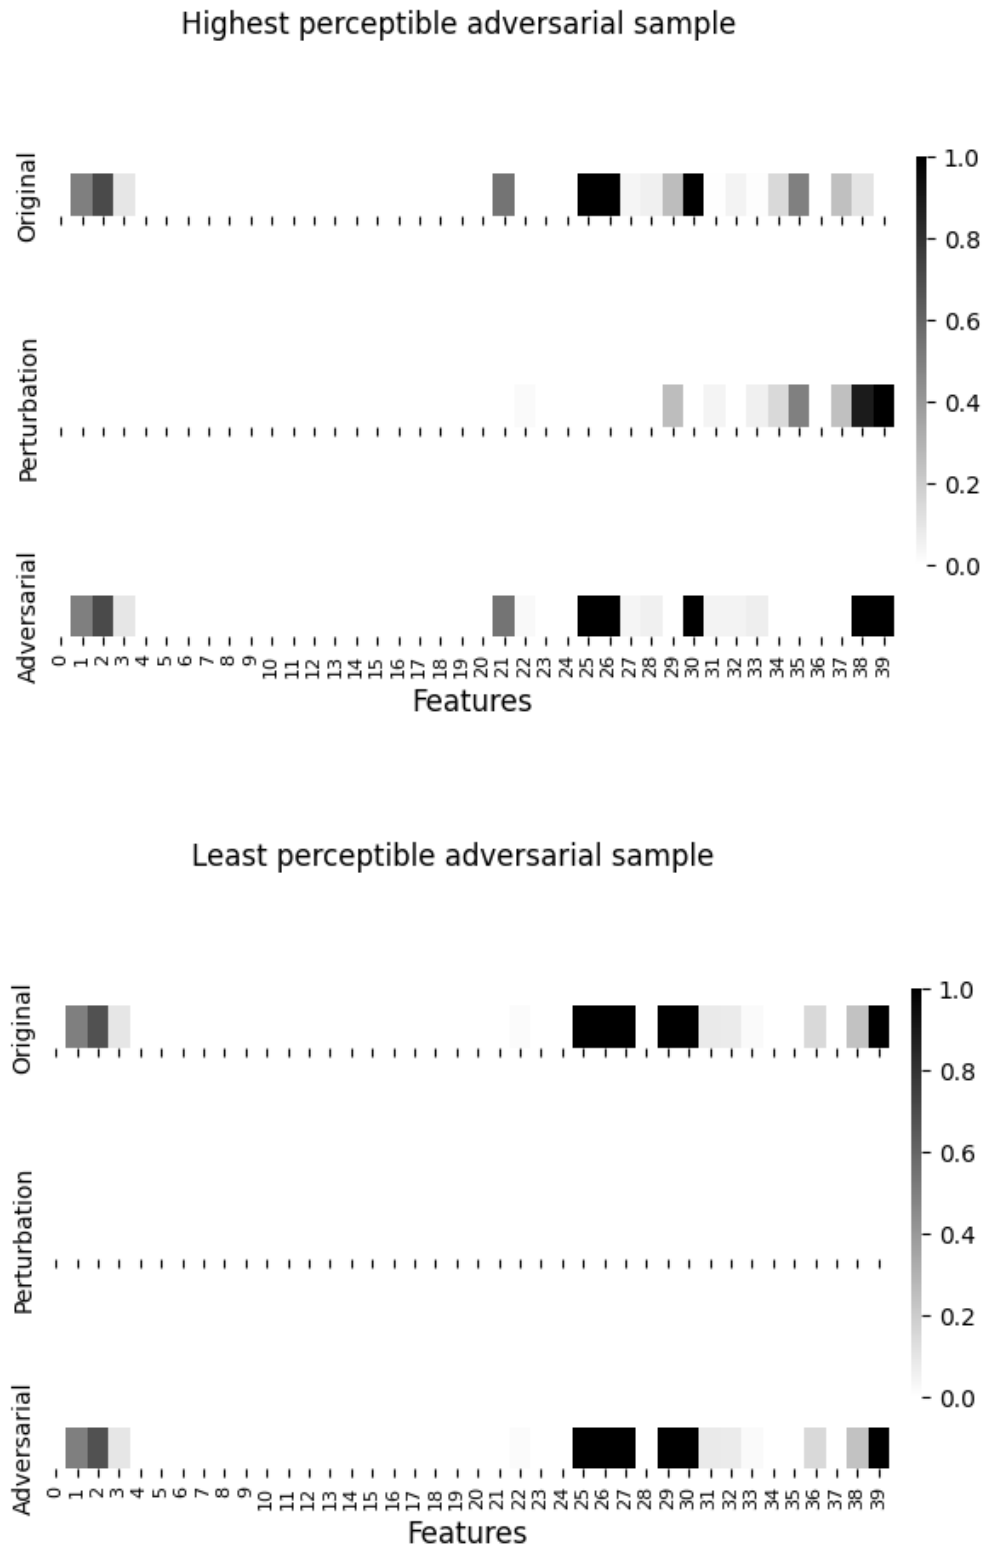 Highest perceptible adversarial sample
Original
Perturbation
Adversarial
1.0
0.8
0.6
0.4
0.2
0.0
0 1 2 3 4 5 6 7 8 9 10 11 12 13 14 15 16 17 18 19 20 21 22 23 24 25 26 27 28 29 30 31 32 33 34 35 36 37 38 39
Features
Least perceptible adversarial sample
Original
Perturbation
Adversarial
1.0
0.8
0.6
0.4
0.2
0.0
0 1 2 3 4 5 6 7 8 9 10 11 12 13 14 15 16 17 18 19 20 21 22 23 24 25 26 27 28 29 30 31 32 33 34 35 36 37 38 39
Features